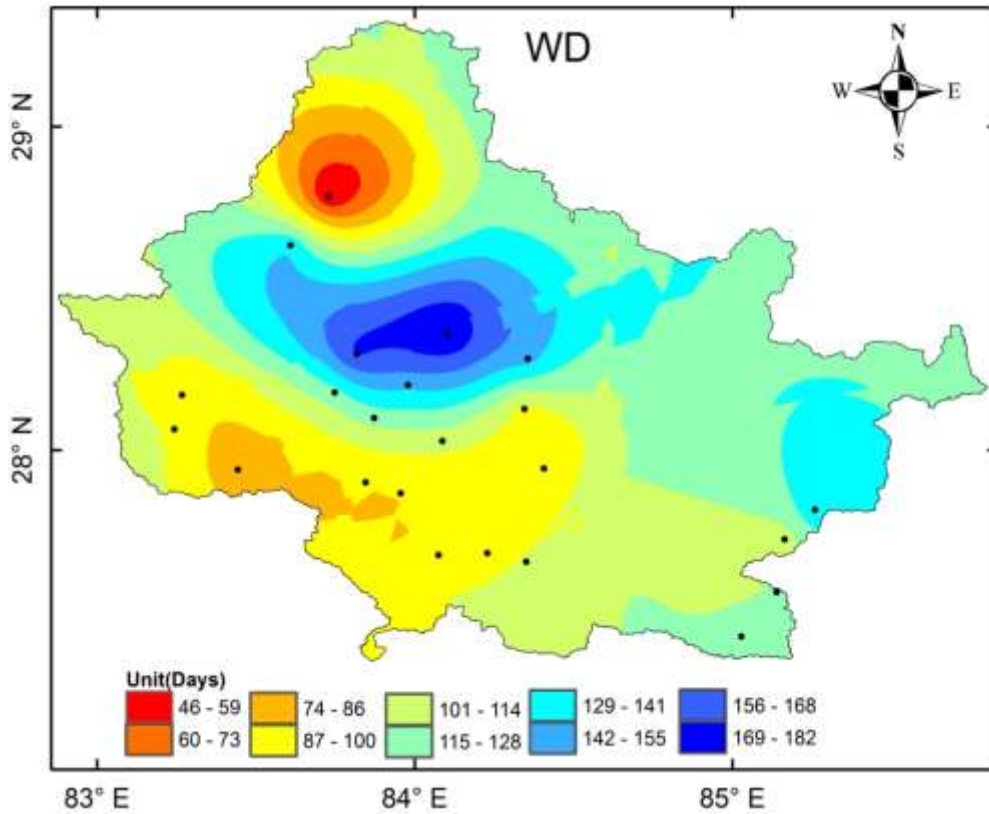 WD
N
W E
S
29° N
28° N
Unit(Days)
46 - 59 74 - 86 101 - 114 129 - 141 156 - 168
60 - 73 87 - 100 115 - 128 142 - 155 169 - 182
83° E 84° E 85° E